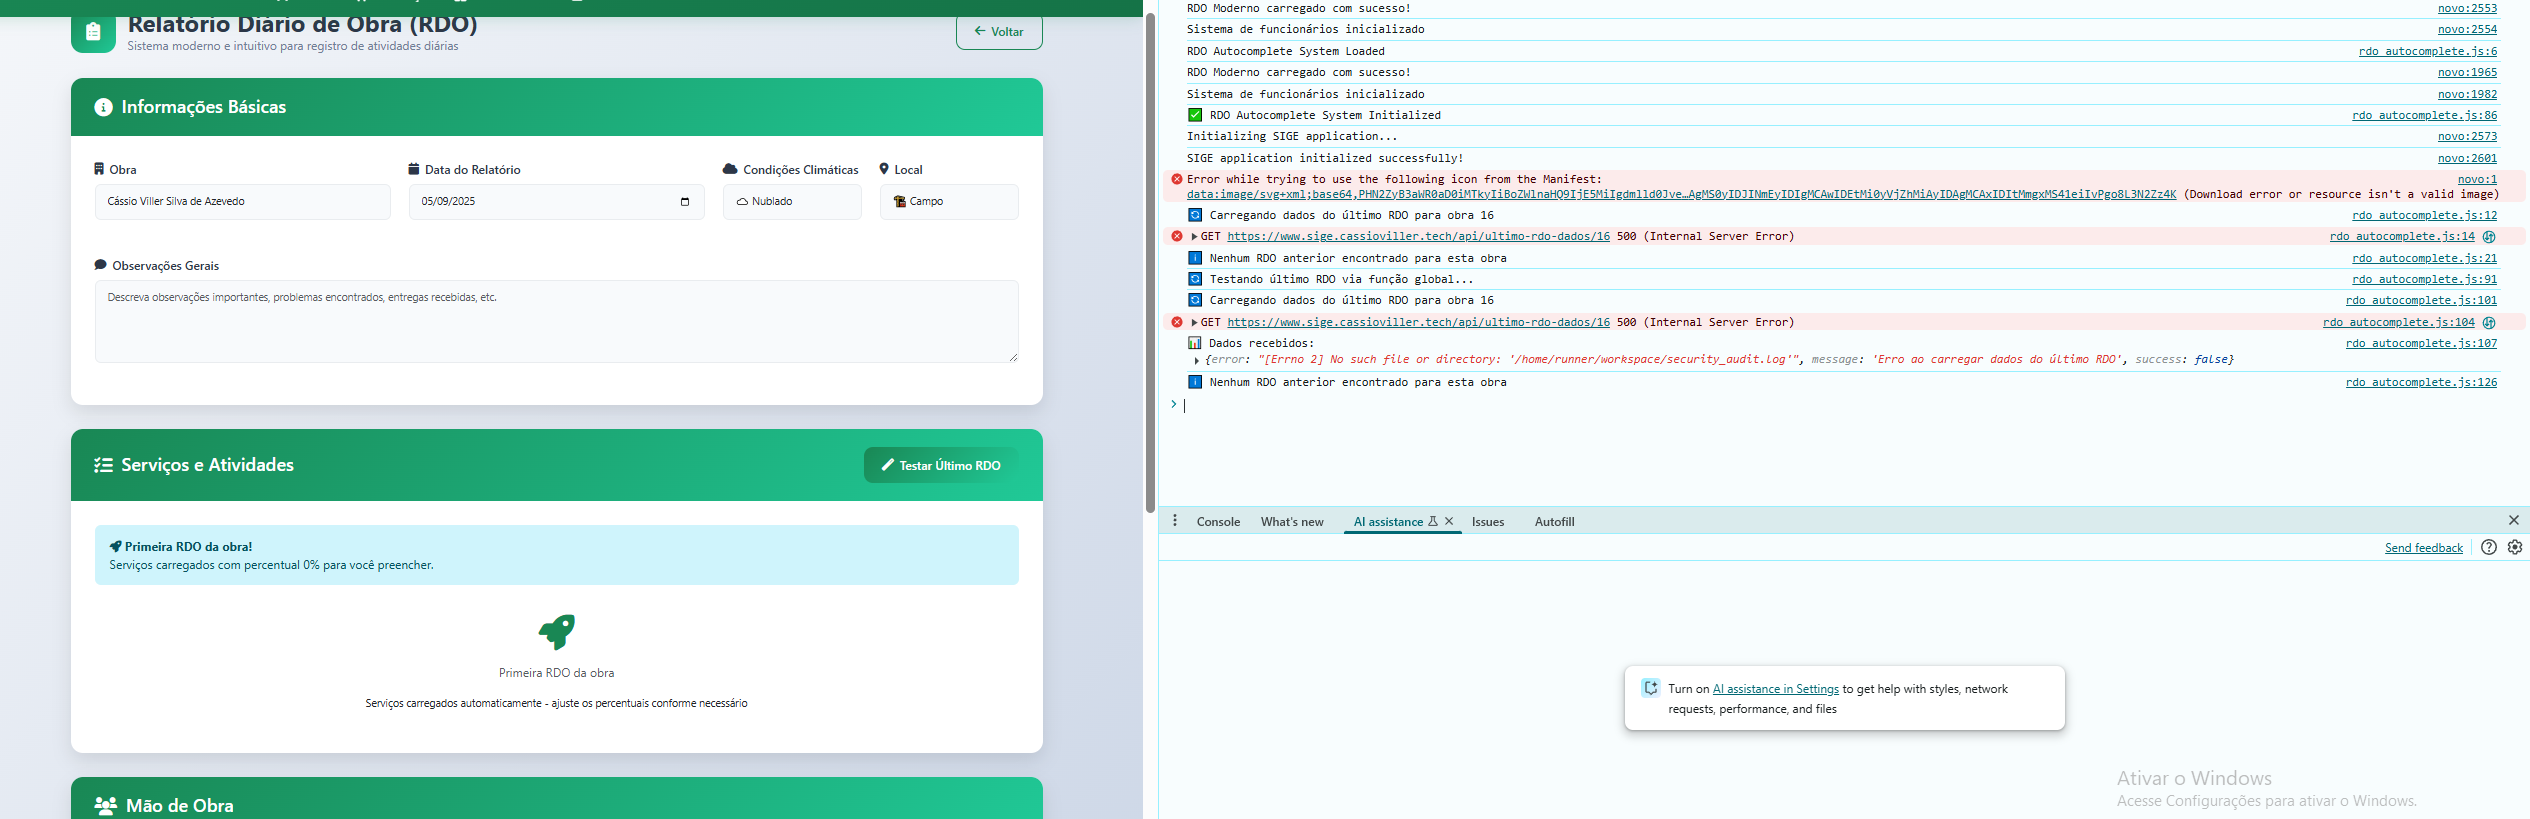 Relatório Diário de Obra (RDO)
Sistema moderno e intuitivo para registro de atividades diárias
Voltar
Informações Básicas
Obra
Data do Relatório
Condições Climáticas
Local
Cássio Viller Silva de Azevedo
05/09/2025
Nublado
Campo
Observações Gerais
Descreva observações importantes, problemas encontrados, entregas recebidas, etc.
Serviços e Atividades
Testar Último RDO
Primeira RDO da obra!
Serviços carregados com percentual 0% para você preencher.
Primeira RDO da obra
Serviços carregados automaticamente - ajuste os percentuais conforme necessário
Mão de Obra
RDO Moderno carregado com sucesso! novo:2553
Sistema de funcionários inicializado novo:2554
RDO Autocomplete System Loaded rdo_autocomplete.js:6
RDO Moderno carregado com sucesso! novo:1965
Sistema de funcionários inicializado novo:1982
✅ RDO Autocomplete System Initialized rdo_autocomplete.js:86
Initializing SIGE application... novo:2573
SIGE application initialized successfully! novo:2601
Error while trying to use the following icon from the Manifest: novo:1
(Download error or resource isn't a valid image)
Carregando dados do último RDO para obra 16 rdo_autocomplete.js:12
GET https://www.sige.cassioviller.tech/api/ultimo-rdo-dados/16 500 (Internal Server Error) rdo_autocomplete.js:14
Nenhum RDO anterior encontrado para esta obra rdo_autocomplete.js:21
Testando último RDO via função global... rdo_autocomplete.js:91
Carregando dados do último RDO para obra 16 rdo_autocomplete.js:101
GET https://www.sige.cassioviller.tech/api/ultimo-rdo-dados/16 500 (Internal Server Error) rdo_autocomplete.js:104
Dados recebidos: rdo_autocomplete.js:107
{error: "[Errno 2] No such file or directory: '/home/runner/workspace/security_audit.log'", message: 'Erro ao carregar dados do último RDO', success: false}
Nenhum RDO anterior encontrado para esta obra rdo_autocomplete.js:126
Console
What's new
AI assistance
Issues
Autofill
Send feedback
Turn on AI assistance in Settings to get help with styles, network
requests, performance, and files
Ativar o Windows
Acesse Configurações para ativar o Windows.